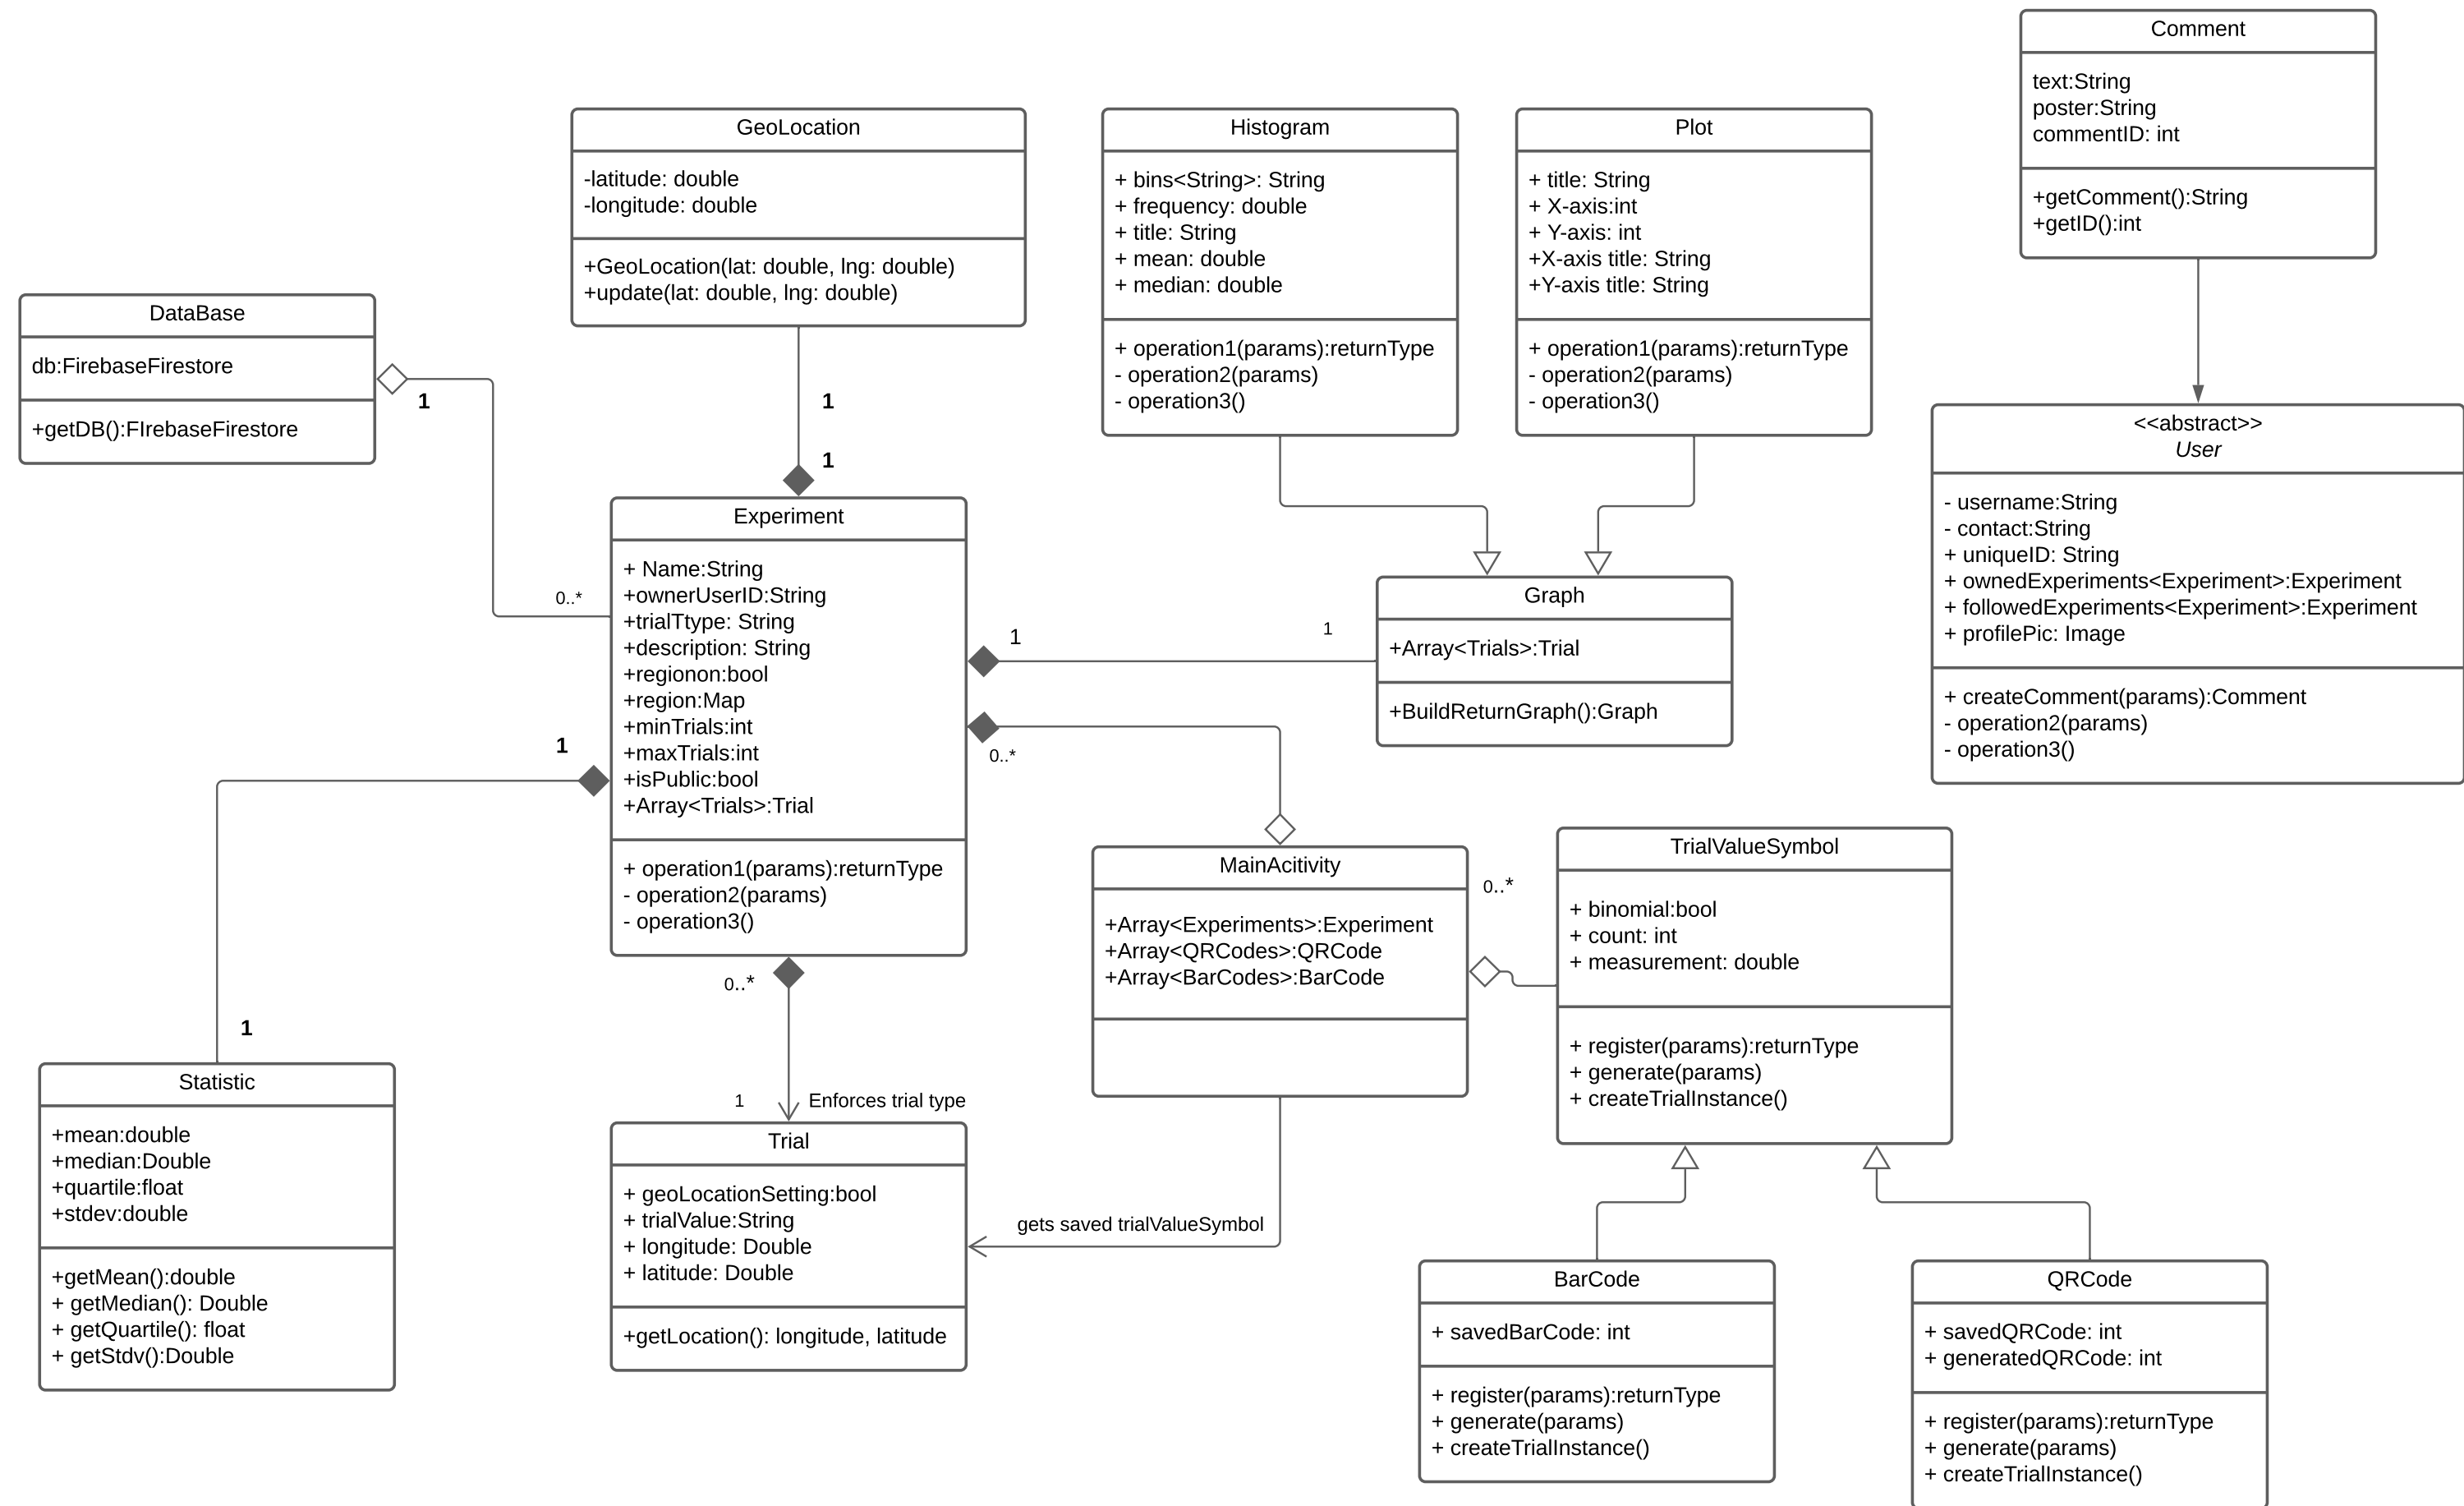 Comment
text:String
poster:String
commentID: int
+getComment():String
+getID():int
GeoLocation
-latitude: double
-longitude: double
+GeoLocation(lat: double, lng: double)
+update(lat: double, lng: double)
Histogram
+ bins<String>: String
+ frequency: double
+ title: String
+ mean: double
+ median: double
+ operation1(params):returnType
- operation2(params)
- operation3()
Plot
+ title: String
+ X-axis:int
+ Y-axis: int
+X-axis title: String
+Y-axis title: String
+ operation1(params):returnType
- operation2(params)
- operation3()
DataBase
db:FirebaseFirestore
+getDB():FIrebaseFirestore
1
1
1
0..*
<<abstract>>
User
- username:String
- contact:String
+ uniqueID: String
+ ownedExperiments<Experiment>:Experiment
+ followedExperiments<Experiment>:Experiment
+ profilePic: Image
+ createComment(params):Comment
- operation2(params)
- operation3()
Experiment
+ Name:String
+ownerUserID:String
+trialTtype: String
+description: String
+regionon:bool
+region:Map
+minTrials:int
+maxTrials:int
+isPublic:bool
+Array<Trials>:Trial
+ operation1(params):returnType
- operation2(params)
- operation3()
1
1
Graph
+Array<Trials>:Trial
+BuildReturnGraph():Graph
0..*
1
1
MainAcitivity
+Array<Experiments>:Experiment
+Array<QRCodes>:QRCode
+Array<BarCodes>:BarCode
0..*
TrialValueSymbol
+ binomial:bool
+ count: int
+ measurement: double
+ register(params):returnType
+ generate(params)
+ createTrialInstance()
0..*
1
Enforces trial type
Statistic
+mean:double
+median:Double
+quartile:float
+stdev:double
+getMean():double
+ getMedian(): Double
+ getQuartile(): float
+ getStdv():Double
Trial
+ geoLocationSetting:bool
+ trialValue:String
+ longitude: Double
+ latitude: Double
+getLocation(): longitude, latitude
gets saved trialValueSymbol
BarCode
+ savedBarCode: int
+ register(params):returnType
+ generate(params)
+ createTrialInstance()
QRCode
+ savedQRCode: int
+ generatedQRCode: int
+ register(params):returnType
+ generate(params)
+ createTrialInstance()